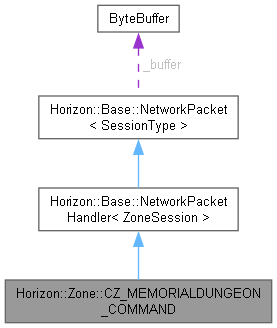 ByteBuffer
_buffer
Horizon::Base::NetworkPacket
< SessionType >
Horizon::Base::NetworkPacket
Handler< ZoneSession >
Horizon::Zone::CZ_MEMORIALDUNGEON
_COMMAND